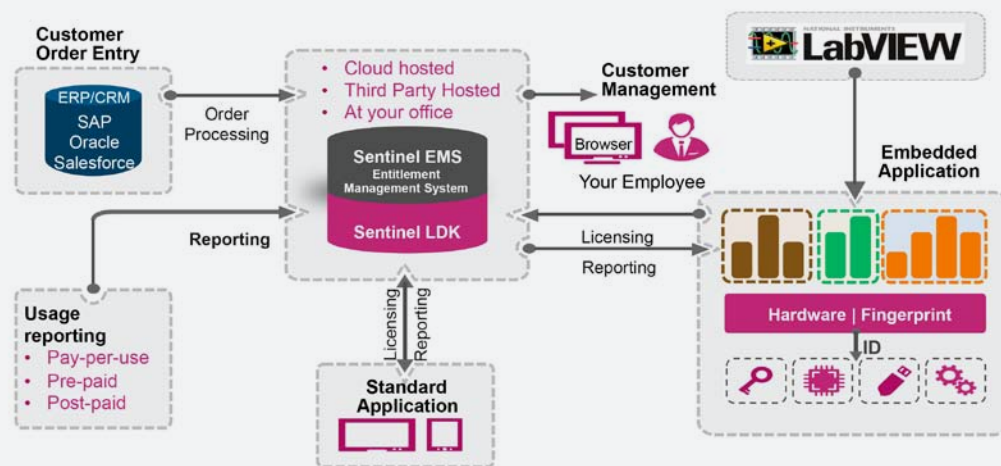 Customer
Order Entry
ERP/CRM
SAP
Oracle
Salesforce
Order
Processing
• Cloud hosted
• Third Party Hosted
• At your office
Sentinel EMS
Entitlement
Management System
Sentinel LDK
Customer
Management
Browser
Your Employee
NATIONAL INSTRUMENTS
LabVIEW
Embedded
Application
Licensing
Reporting
Hardware | Fingerprint
ID
Reporting
Usage
reporting
• Pay-per-use
• Pre-paid
• Post-paid
Licensing
Reporting
Standard
Application